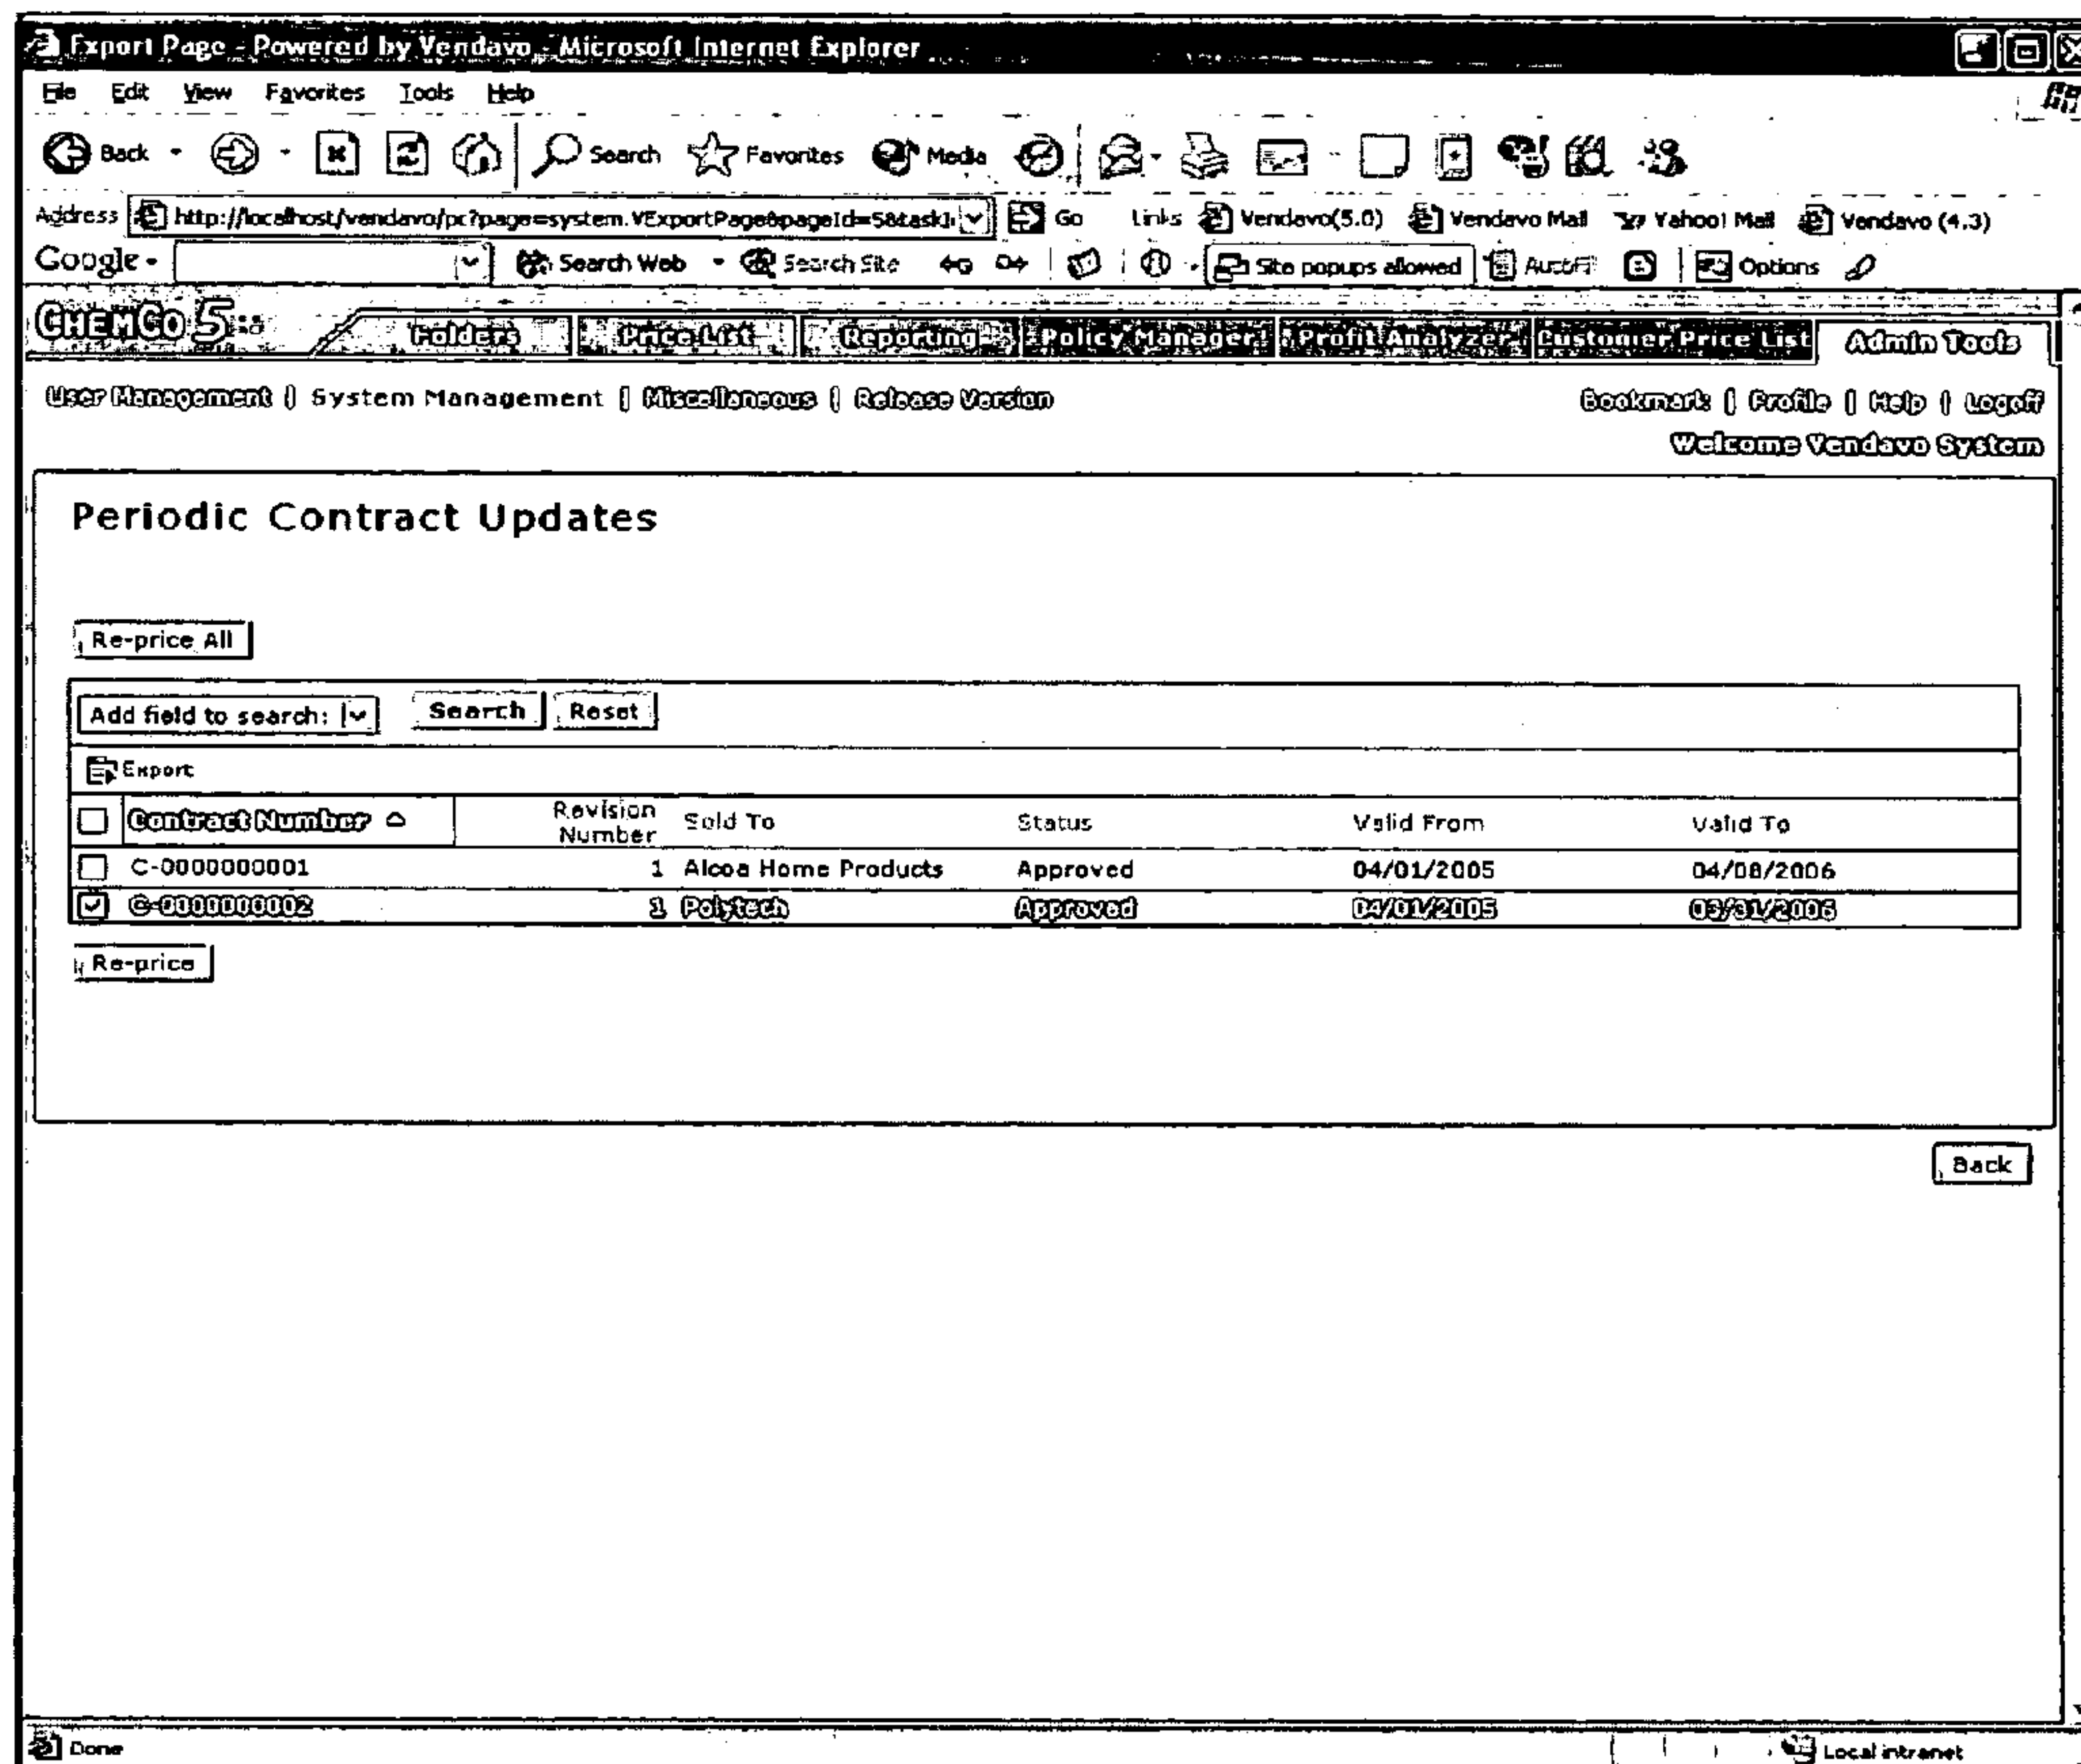 Export Page - Powered by Vendavo - Microsoft Internet Explorer
File Edit View Favorites Tools Help
Back Search Favorites Media
Address http://localhost/vendavo/pc?page=system.VExportPage&pageId=58&taskI Go Links Vendavo(5.0) Vendavo Mail Yahoo! Mail Vendavo (4.3)
Google Search Web Search Site Site popups allowed AutoFill Options
CHEMCO 5 Folders Price List Reporting Policy Manager Profit Analyzer Customer Price List Admin Tools
User Management | System Management | Miscellaneous | Release Version Bookmark | Profile | Help | Logoff
Welcome Vendavo System
Periodic Contract Updates
Re-price All
Add field to search: Search Reset
Export
Contract Number Revision Number Sold To Status Valid From Valid To
C-0000000001 1 Alcoa Home Products Approved 04/01/2005 04/08/2006
C-0000000002 1 Polytech Approved 04/01/2005 03/31/2006
Re-price
Back
Done Local intranet